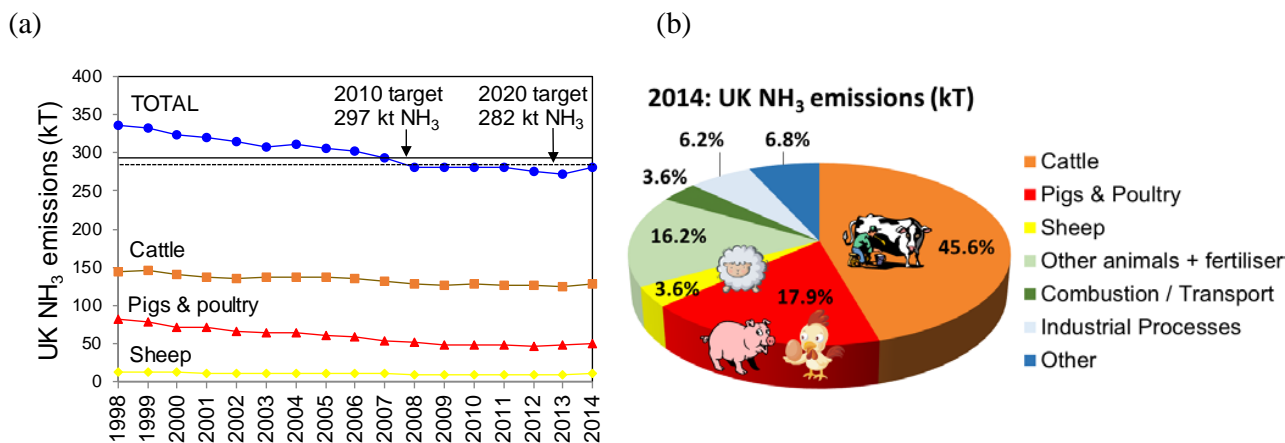 (a)
(b)
UK NH3 emissions (kT)
400
350
300
250
200
150
100
50
0
TOTAL
2010 target
297 kt NH3
2020 target
282 kt NH3
Cattle
Pigs & poultry
Sheep
1998
1999
2000
2001
2002
2003
2004
2005
2006
2007
2008
2009
2010
2011
2012
2013
2014
2014: UK NH3 emissions (kT)
6.2%
6.8%
3.6%
16.2%
3.6%
17.9%
45.6%
Cattle
Pigs & Poultry
Sheep
Other animals + fertiliser
Combustion / Transport
Industrial Processes
Other